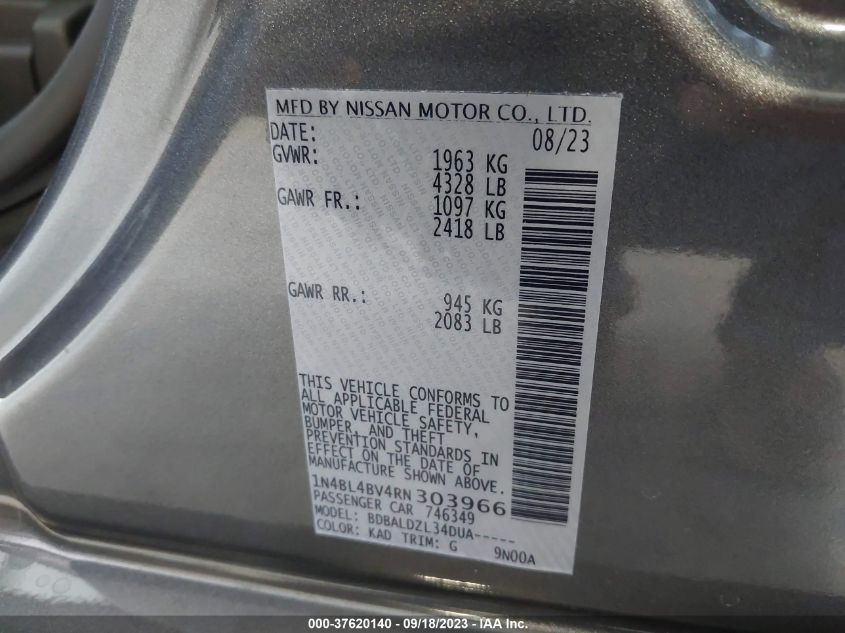 MFD BY NISSAN MOTOR CO., LTD.
DATE: 08/23
GVWR: 1963 KG
4328 LB
GAWR FR.: 1097 KG
2418 LB
GAWR RR.: 945 KG
2083 LB
THIS VEHICLE CONFORMS TO
ALL APPLICABLE FEDERAL
MOTOR VEHICLE SAFETY,
BUMPER, AND THEFT
PREVENTION STANDARDS IN
EFFECT ON THE DATE OF
MANUFACTURE SHOWN ABOVE.
1N4BL4BV4RN303966
PASSENGER CAR 746349
MODEL: BDBALDZL34DUA-----
COLOR: KAD TRIM: G 9N00A
000-37620140 - 09/18/2023 - IAA Inc.